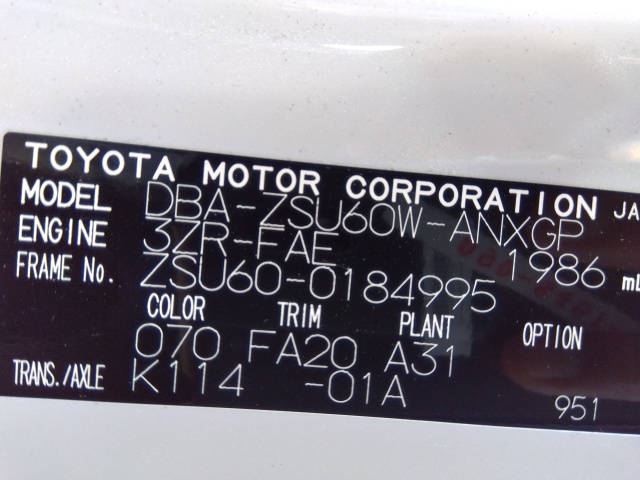 TOYOTA MOTOR CORPORATION JA
MODEL DBA-ZSU60W-ANXGP
ENGINE 3ZR-FAE 1986 mL
FRAME No. ZSU60-0184995
COLOR TRIM PLANT OPTION
070 FA20 A31
TRANS./AXLE K114 -01A 951